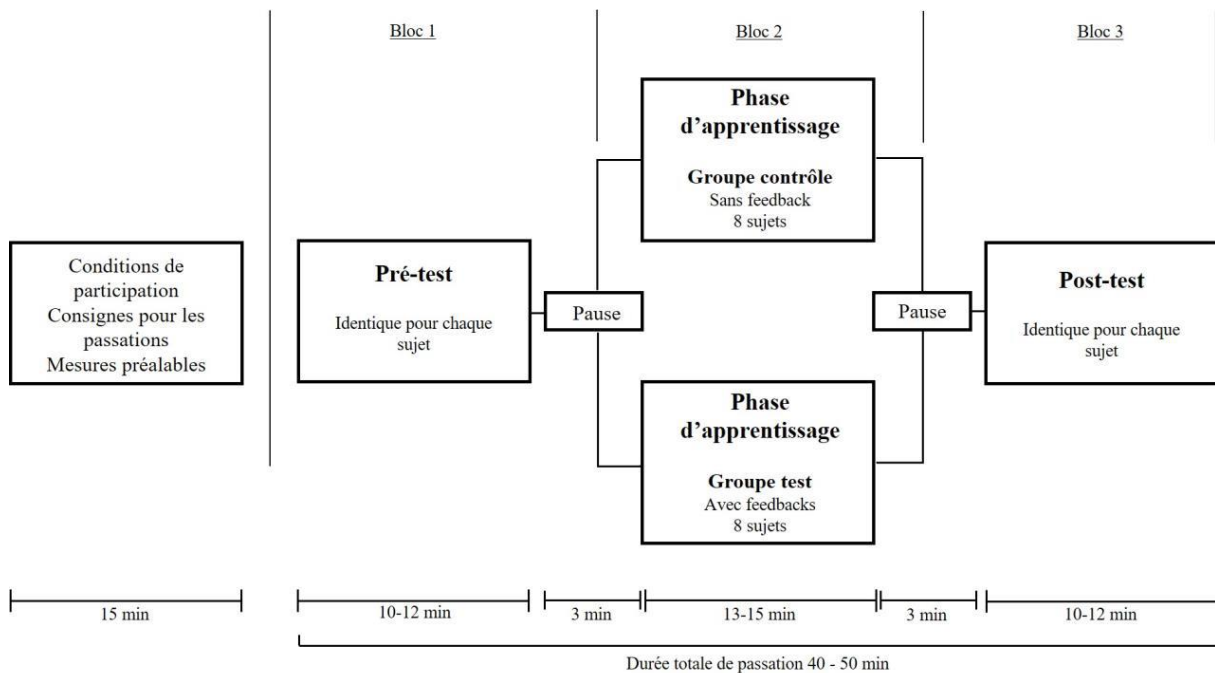 Bloc 1
Bloc 2
Bloc 3
Conditions de
participation
Consignes pour les
passations
Mesures préalables
Pré-test
Identique pour chaque
sujet
Pause
Phase
d'apprentissage
Groupe contrôle
Sans feedback
8 sujets
Phase
d'apprentissage
Groupe test
Avec feedbacks
8 sujets
Pause
Post-test
Identique pour chaque
sujet
15 min
10-12 min
3 min
13-15 min
3 min
10-12 min
Durée totale de passation 40 - 50 min